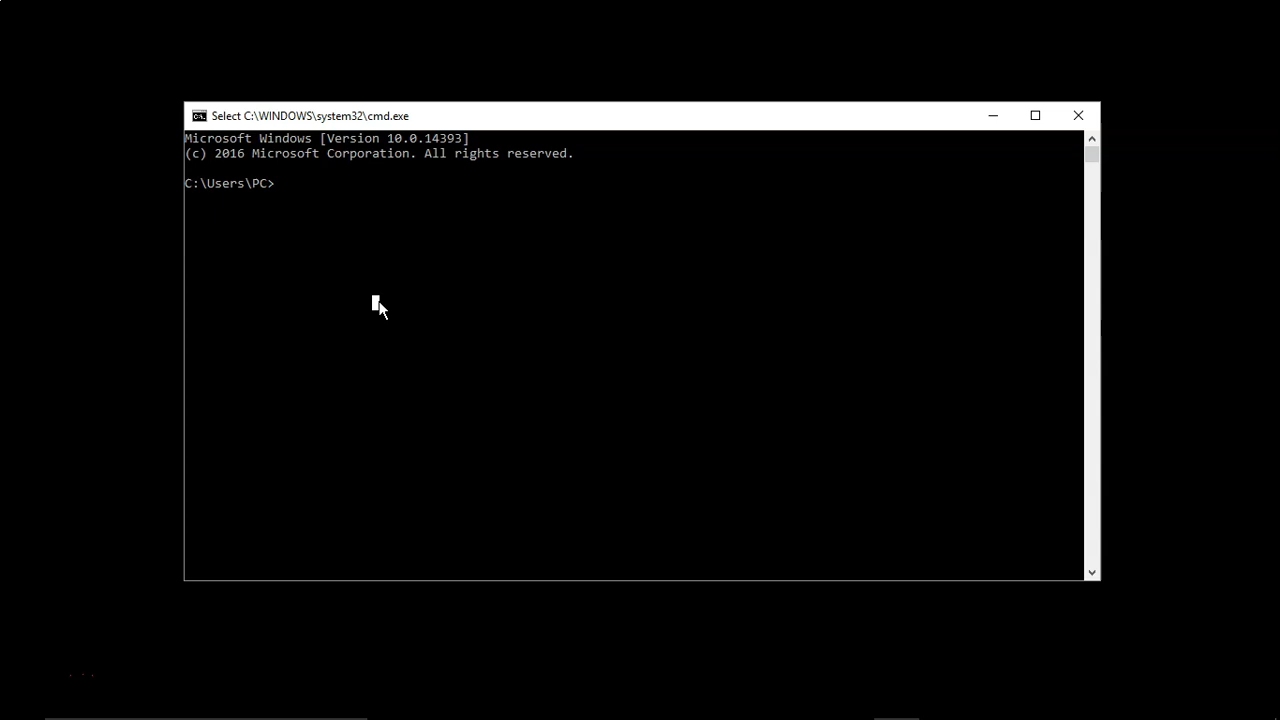 Select C:\WINDOWS\system32\cmd.exe
Microsoft Windows [Version 10.0.14393]
(c) 2016 Microsoft Corporation. All rights reserved.
C:\Users\PC>